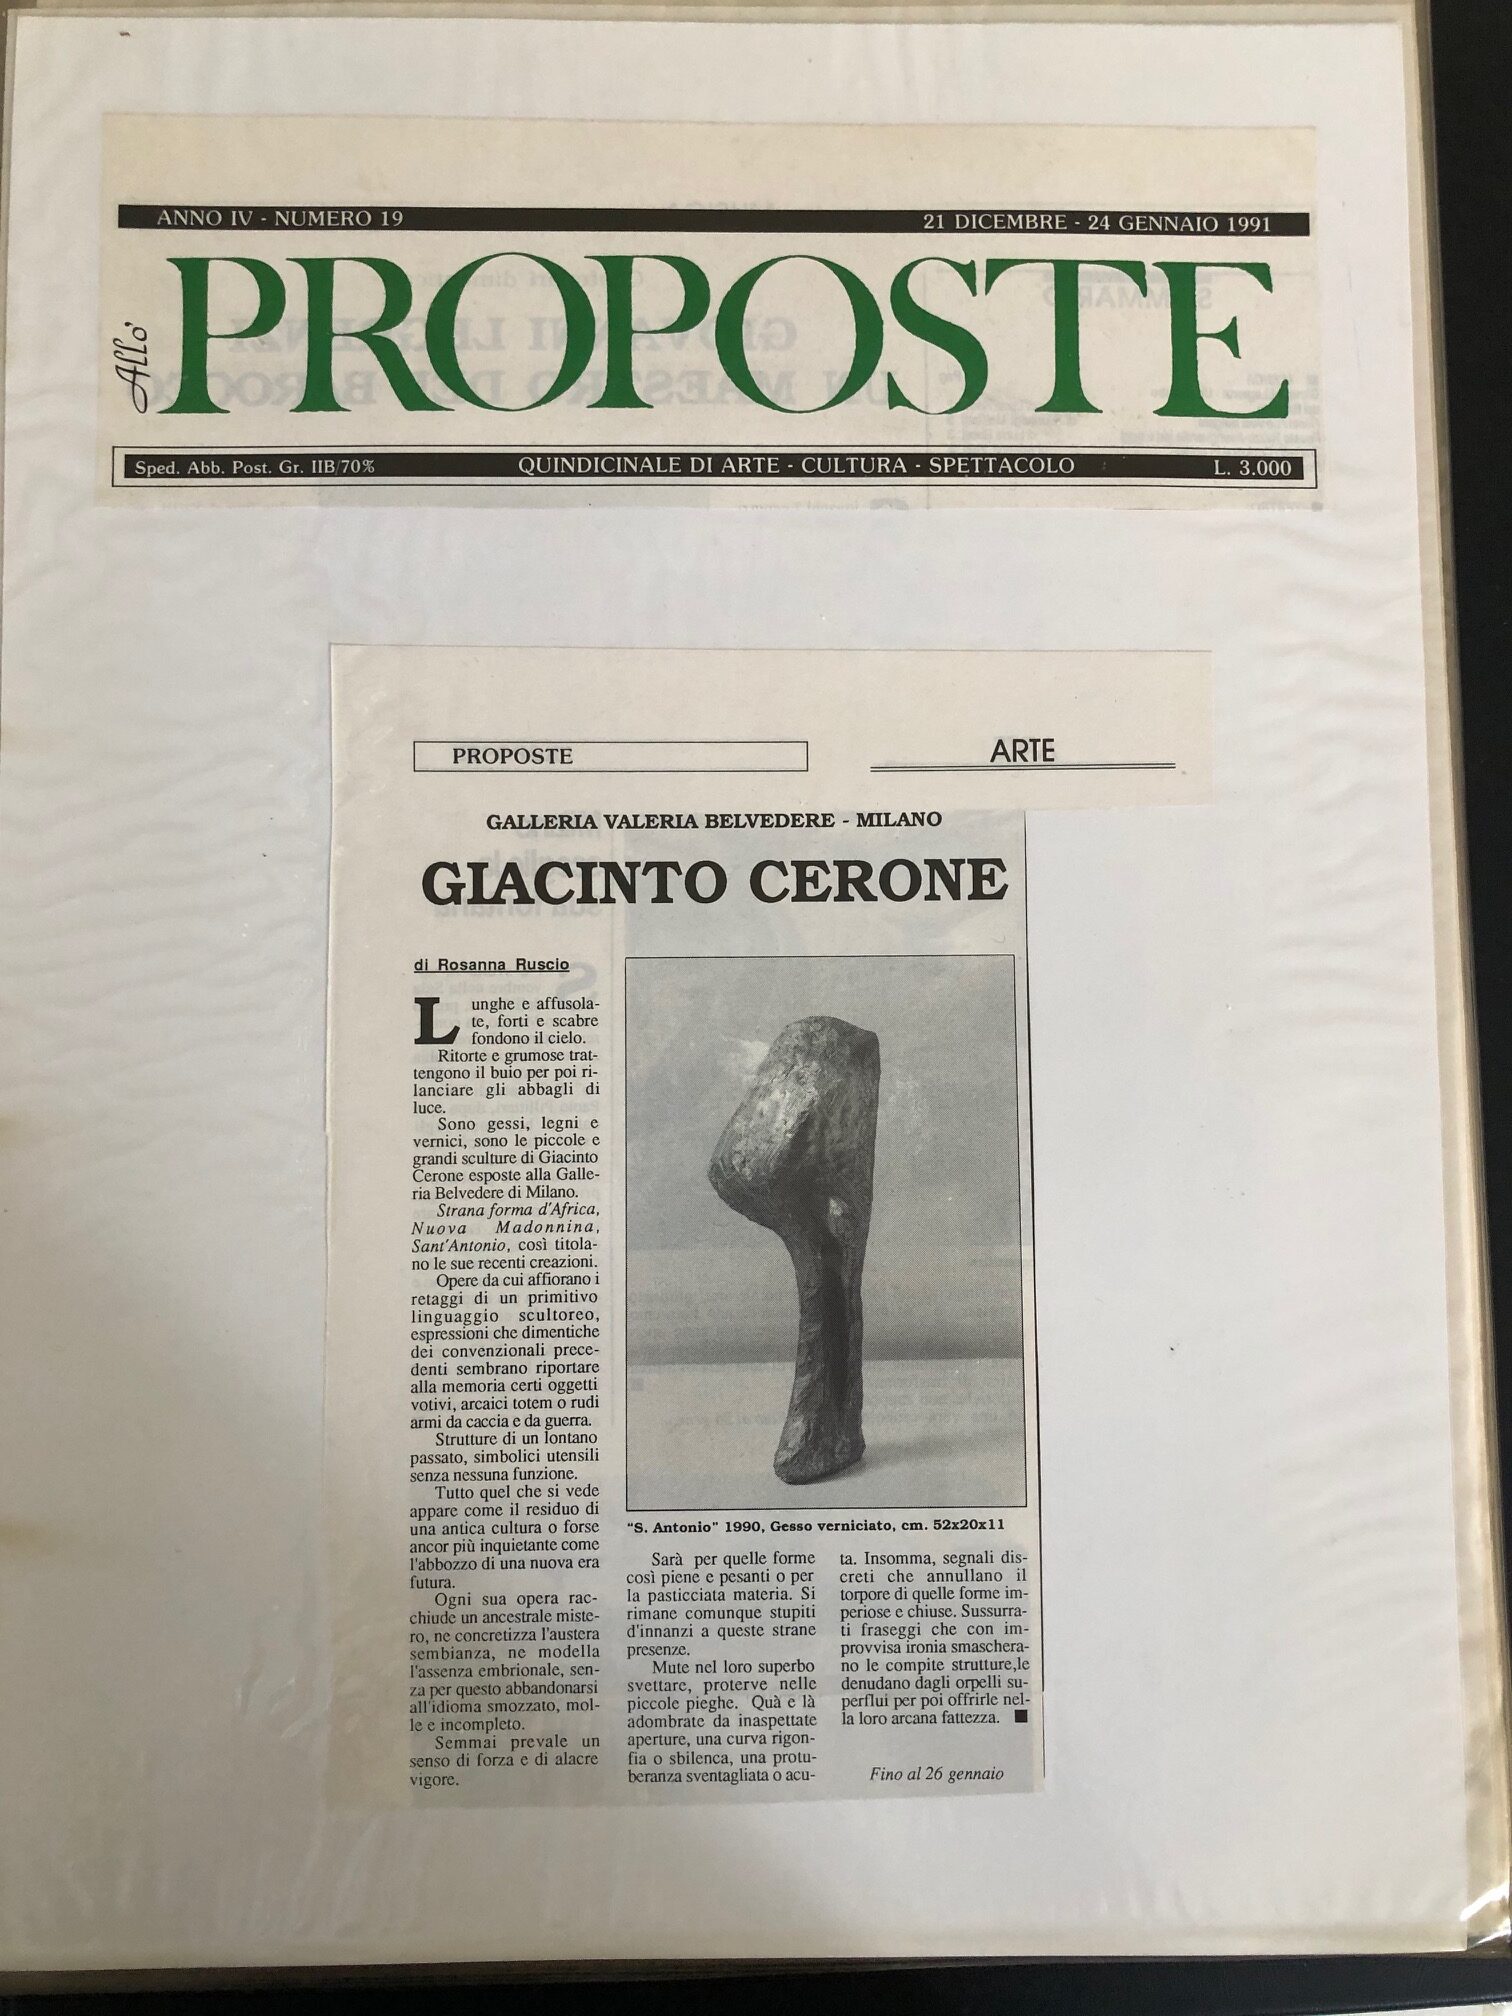 ANNO IV - NUMERO 19
21 DICEMBRE - 24 GENNAIO 1991
Allo'
PROPOSTE
Sped. Abb. Post. Gr. IIB/70%
QUINDICINALE DI ARTE - CULTURA - SPETTACOLO
L. 3.000
PROPOSTE
ARTE
GALLERIA VALERIA BELVEDERE - MILANO
GIACINTO CERONE
di Rosanna Ruscio
Lunghe e affusola-
te, forti e scabre
fondono il cielo.
Ritorte e grumose trat-
tengono il buio per poi ri-
lanciare gli abbagli di
luce.
Sono gessi, legni e
vernici, sono le piccole e
grandi sculture di Giacinto
Cerone esposte alla Galle-
ria Belvedere di Milano.
Strana forma d'Africa,
Nuova Madonnina,
Sant'Antonio, così titola-
no le sue recenti creazioni.
Opere da cui affiorano i
retaggi di un primitivo
linguaggio scultoreo,
espressioni che dimentiche
dei convenzionali prece-
denti sembrano riportare
alla memoria certi oggetti
votivi, arcaici totem o rudi
armi da caccia e da guerra.
Strutture di un lontano
passato, simbolici utensili
senza nessuna funzione.
Tutto quel che si vede
appare come il residuo di
una antica cultura o forse
ancor più inquietante come
l'abbozzo di una nuova era
futura.
Ogni sua opera rac-
chiude un ancestrale miste-
ro, ne concretizza l'austera
sembianza, ne modella
l'assenza embrionale, sen-
za per questo abbandonarsi
all'idioma smozzato, mol-
le e incompleto.
Semmai prevale un
senso di forza e di alacre
vigore.
"S. Antonio" 1990, Gesso verniciato, cm. 52x20x11
Sarà per quelle forme
così piene e pesanti o per
la pasticciata materia. Si
rimane comunque stupiti
d'innanzi a queste strane
presenze.
Mute nel loro superbo
svettare, proterve nelle
piccole pieghe. Quà e là
adombrate da inaspettate
aperture, una curva rigon-
fia o sbilenca, una protu-
beranza sventagliata o acu-
ta. Insomma, segnali dis-
creti che annullano il
torpore di quelle forme im-
periose e chiuse. Sussurra-
ti fraseggi che con im-
provvisa ironia smaschera-
no le compite strutture,le
denudano dagli orpelli su-
perflui per poi offrirle nel-
la loro arcana fattezza.
Fino al 26 gennaio